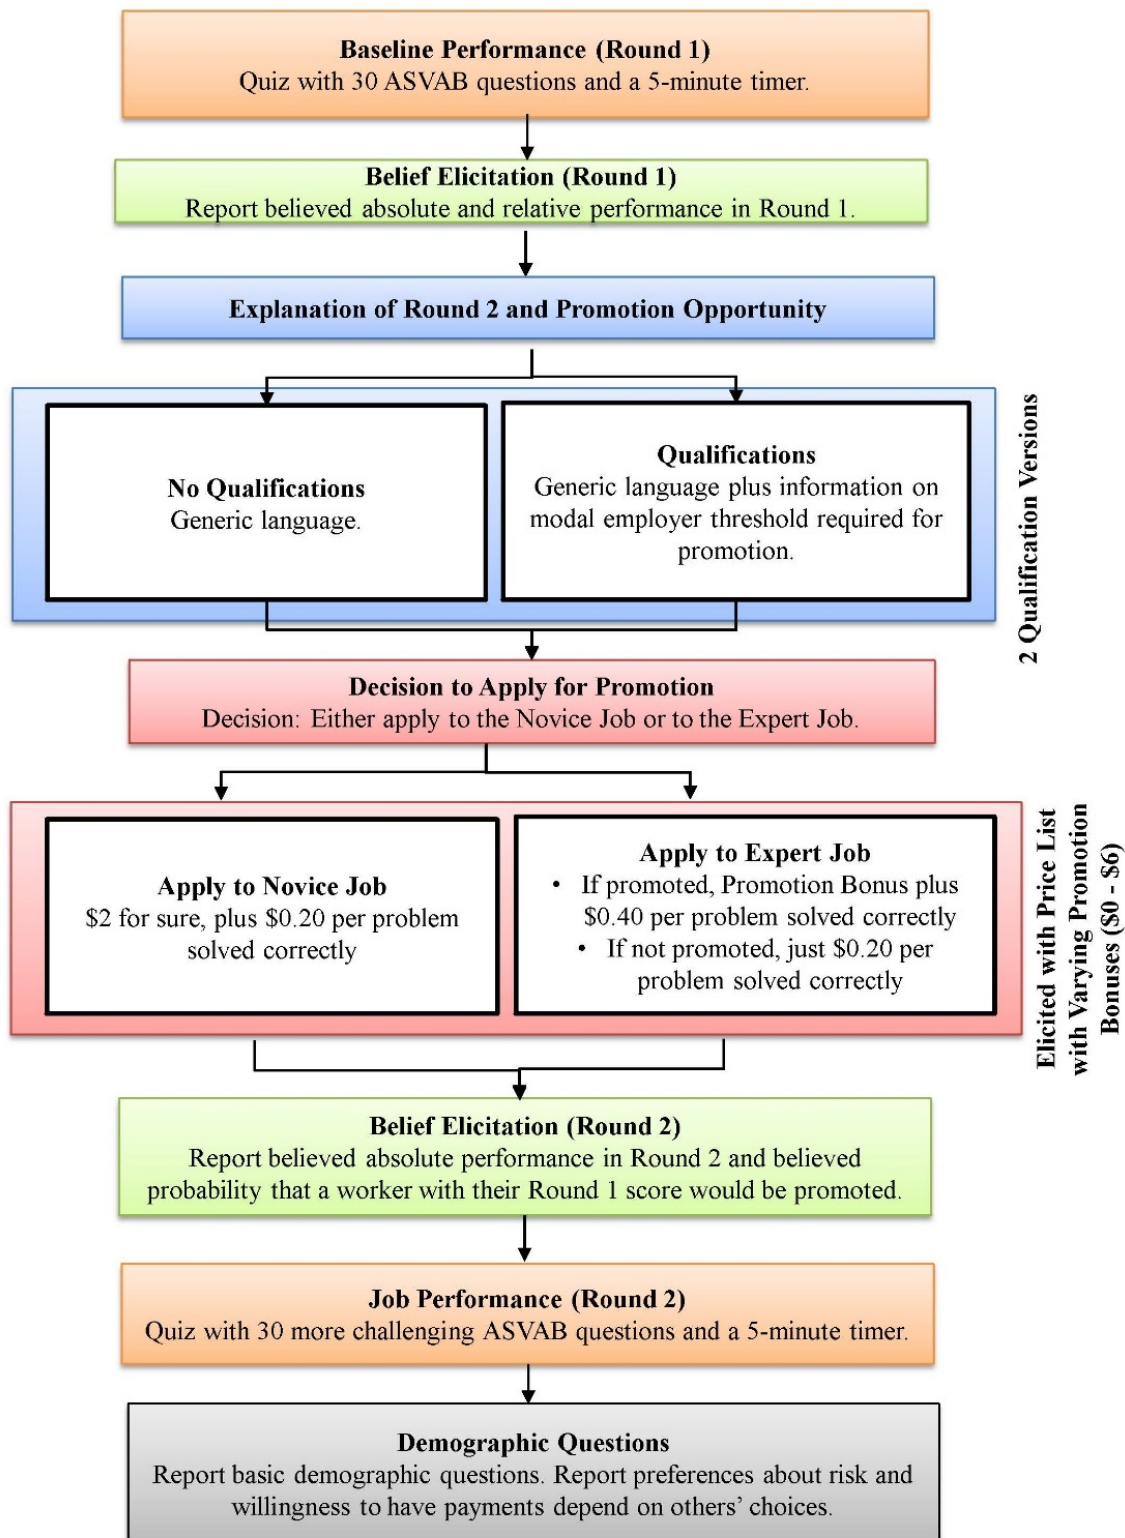 Baseline Performance (Round 1)
Quiz with 30 ASVAB questions and a 5-minute timer.
Belief Elicitation (Round 1)
Report believed absolute and relative performance in Round 1.
Explanation of Round 2 and Promotion Opportunity
No Qualifications
Generic language.
Qualifications
Generic language plus information on
modal employer threshold required for
promotion.
2 Qualification Versions
Decision to Apply for Promotion
Decision: Either apply to the Novice Job or to the Expert Job.
Apply to Novice Job
$2 for sure, plus $0.20 per problem
solved correctly
Apply to Expert Job
• If promoted, Promotion Bonus plus
$0.40 per problem solved correctly
• If not promoted, just $0.20 per
problem solved correctly
Elicited with Price List
with Varying Promotion
Bonuses ($0 - $6)
Belief Elicitation (Round 2)
Report believed absolute performance in Round 2 and believed
probability that a worker with their Round 1 score would be promoted.
Job Performance (Round 2)
Quiz with 30 more challenging ASVAB questions and a 5-minute timer.
Demographic Questions
Report basic demographic questions. Report preferences about risk and
willingness to have payments depend on others’ choices.